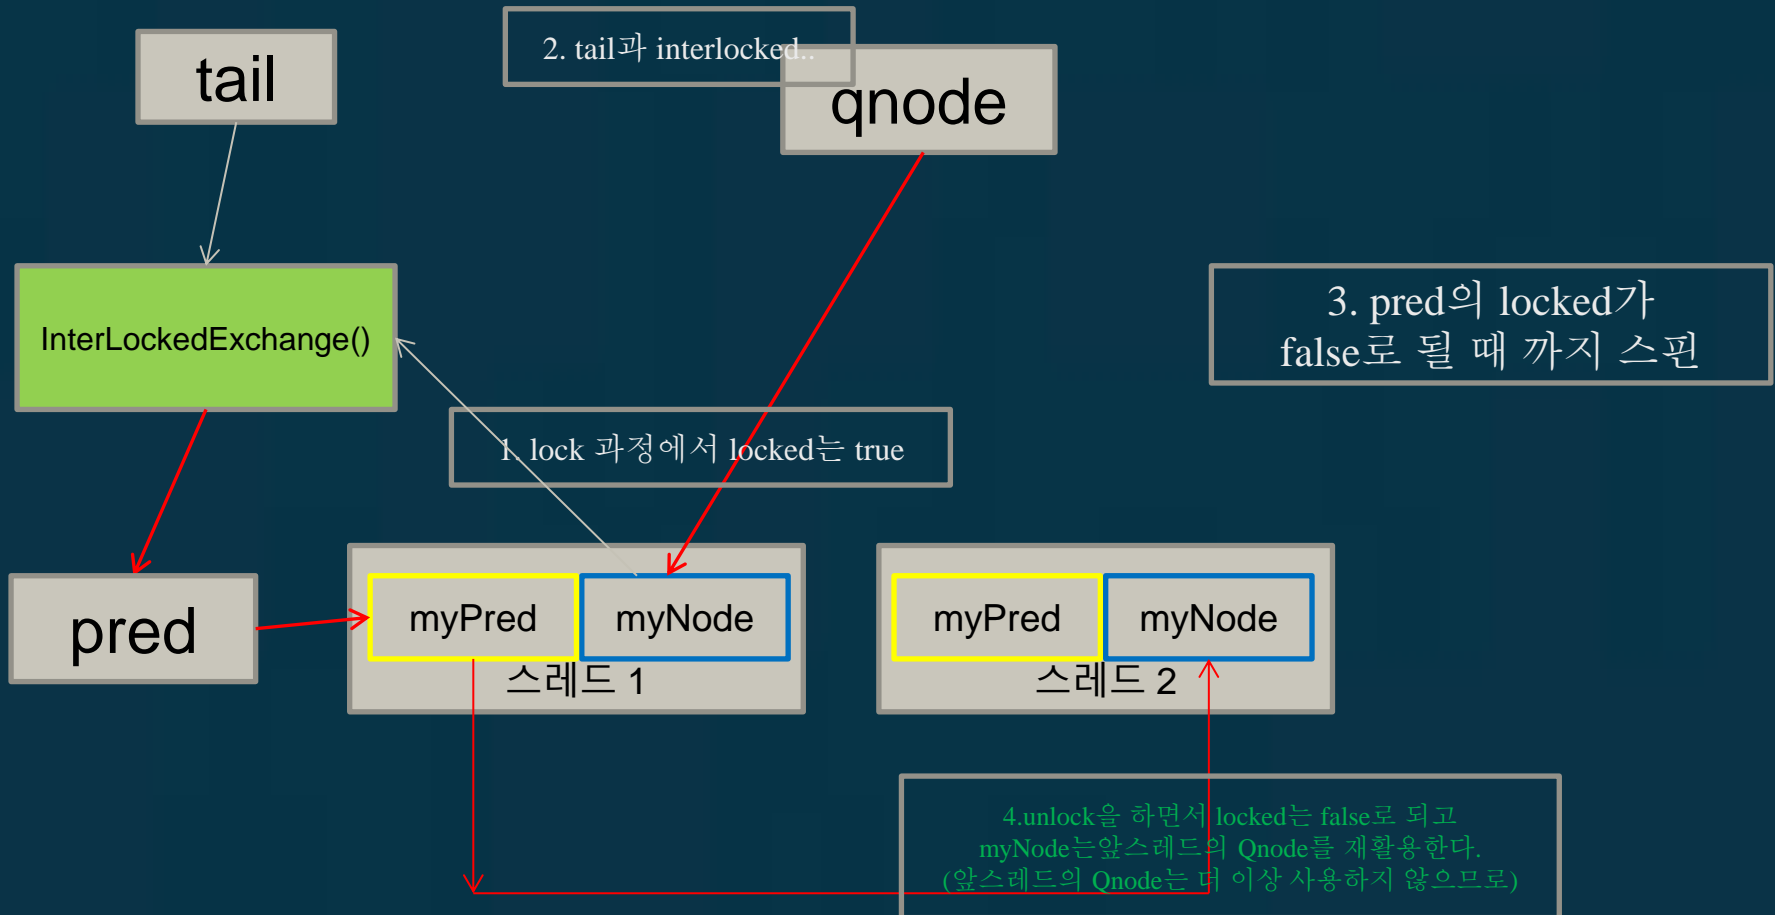 2. tail과 interlocked..
tail
qnode
InterLockedExchange()
3. pred의 locked가
false로 될 때 까지 스핀
1. lock 과정에서 locked는 true
pred
myPred
myNode
스레드 1
myPred
myNode
스레드 2
4.unlock을 하면서 locked는 false로 되고
myNode는앞스레드의 Qnode를 재활용한다.
(앞스레드의 Qnode는 더 이상 사용하지 않으므로)